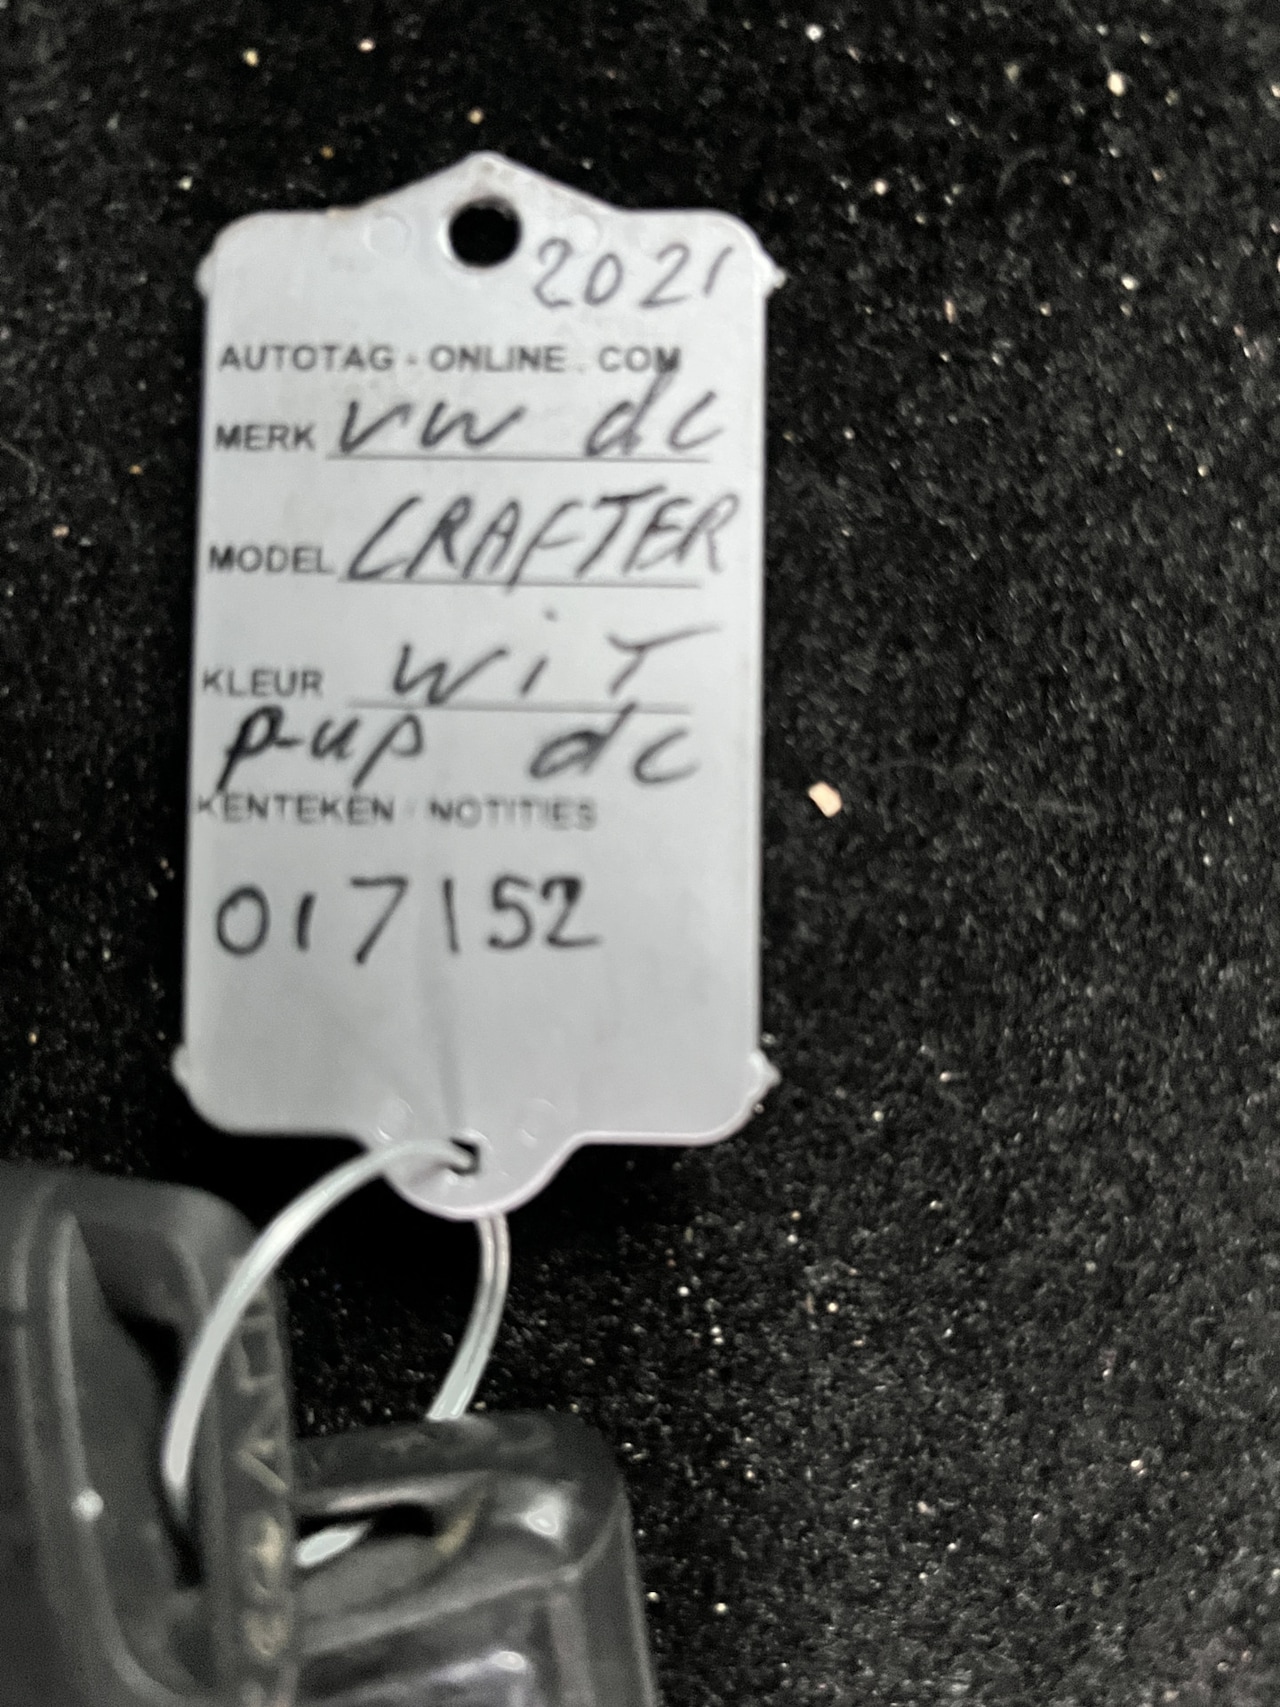 2021
AUTOTAG - ONLINE . COM
MERK VW dc
MODEL CRAFTER
KLEUR WiT
p-up dc
KENTEKEN - NOTITIES
017152